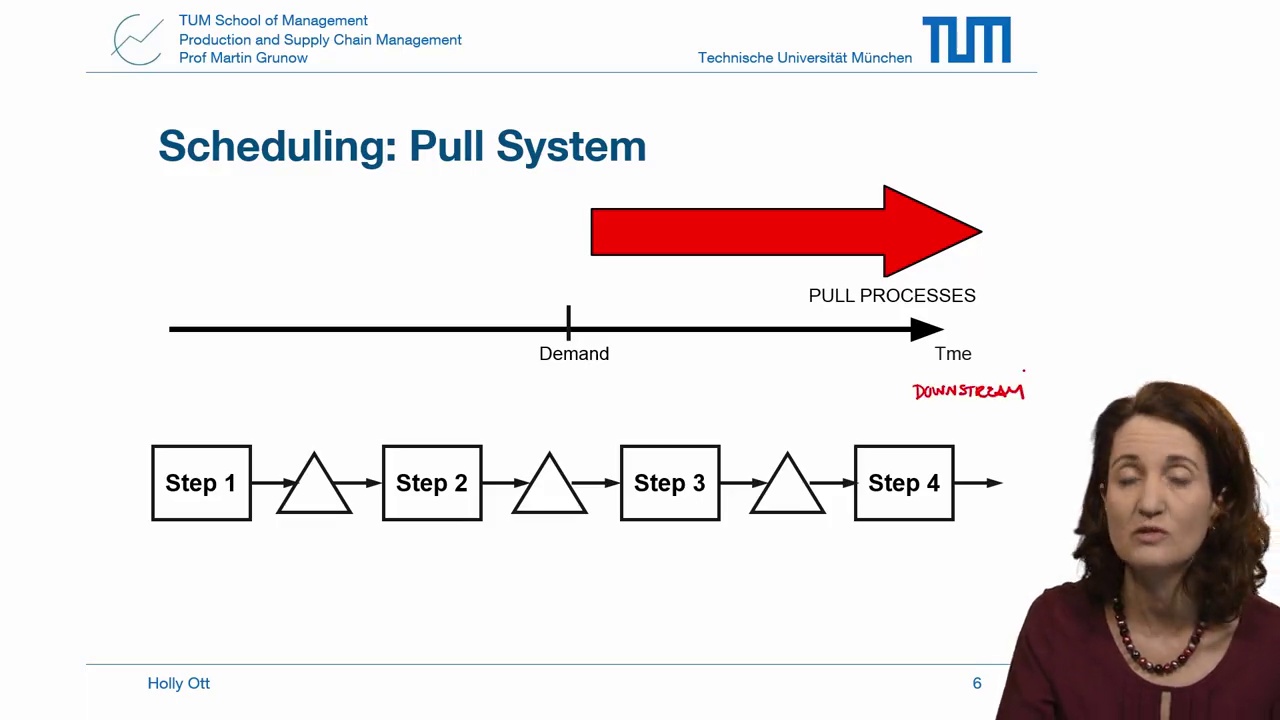 TUM School of Management
Production and Supply Chain Management
Prof Martin Grunow
Technische Universität München
TUM
Scheduling: Pull System
PULL PROCESSES
Demand
Tme
DOWNSTREAM
Step 1
Step 2
Step 3
Step 4
Holly Ott
6